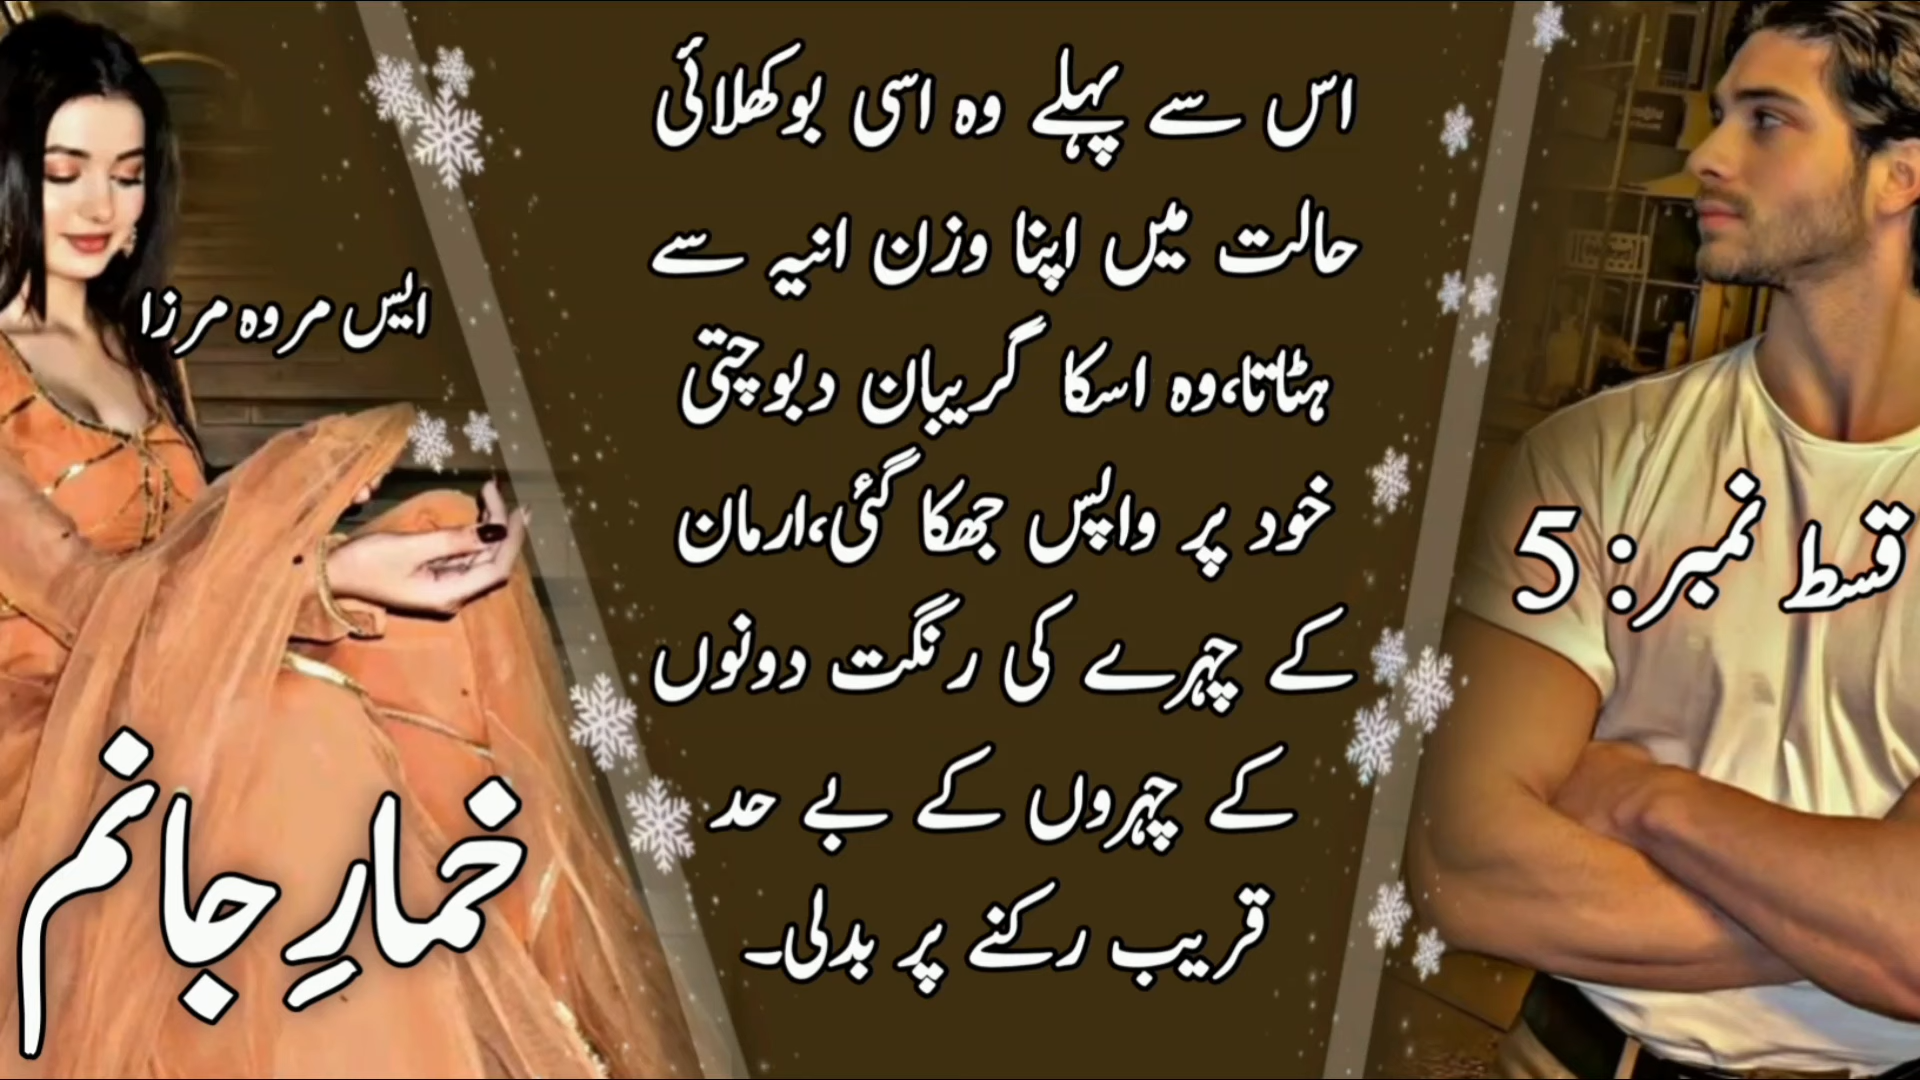 اس سے پہلے وہ اسی بوکھلائی
حالت میں اپنا وزن انیہ سے
ہٹاتا،وہ اسکا گریبان دبوچتی
خود پر واپس جھکا گئی،ارمان
کے چہرے کی رنگت دونوں
کے چہروں کے بے حد
قریب رکنے پر بدلی۔
ایس مروہ مرزا
قسط نمبر: 5
خمارِ جانم